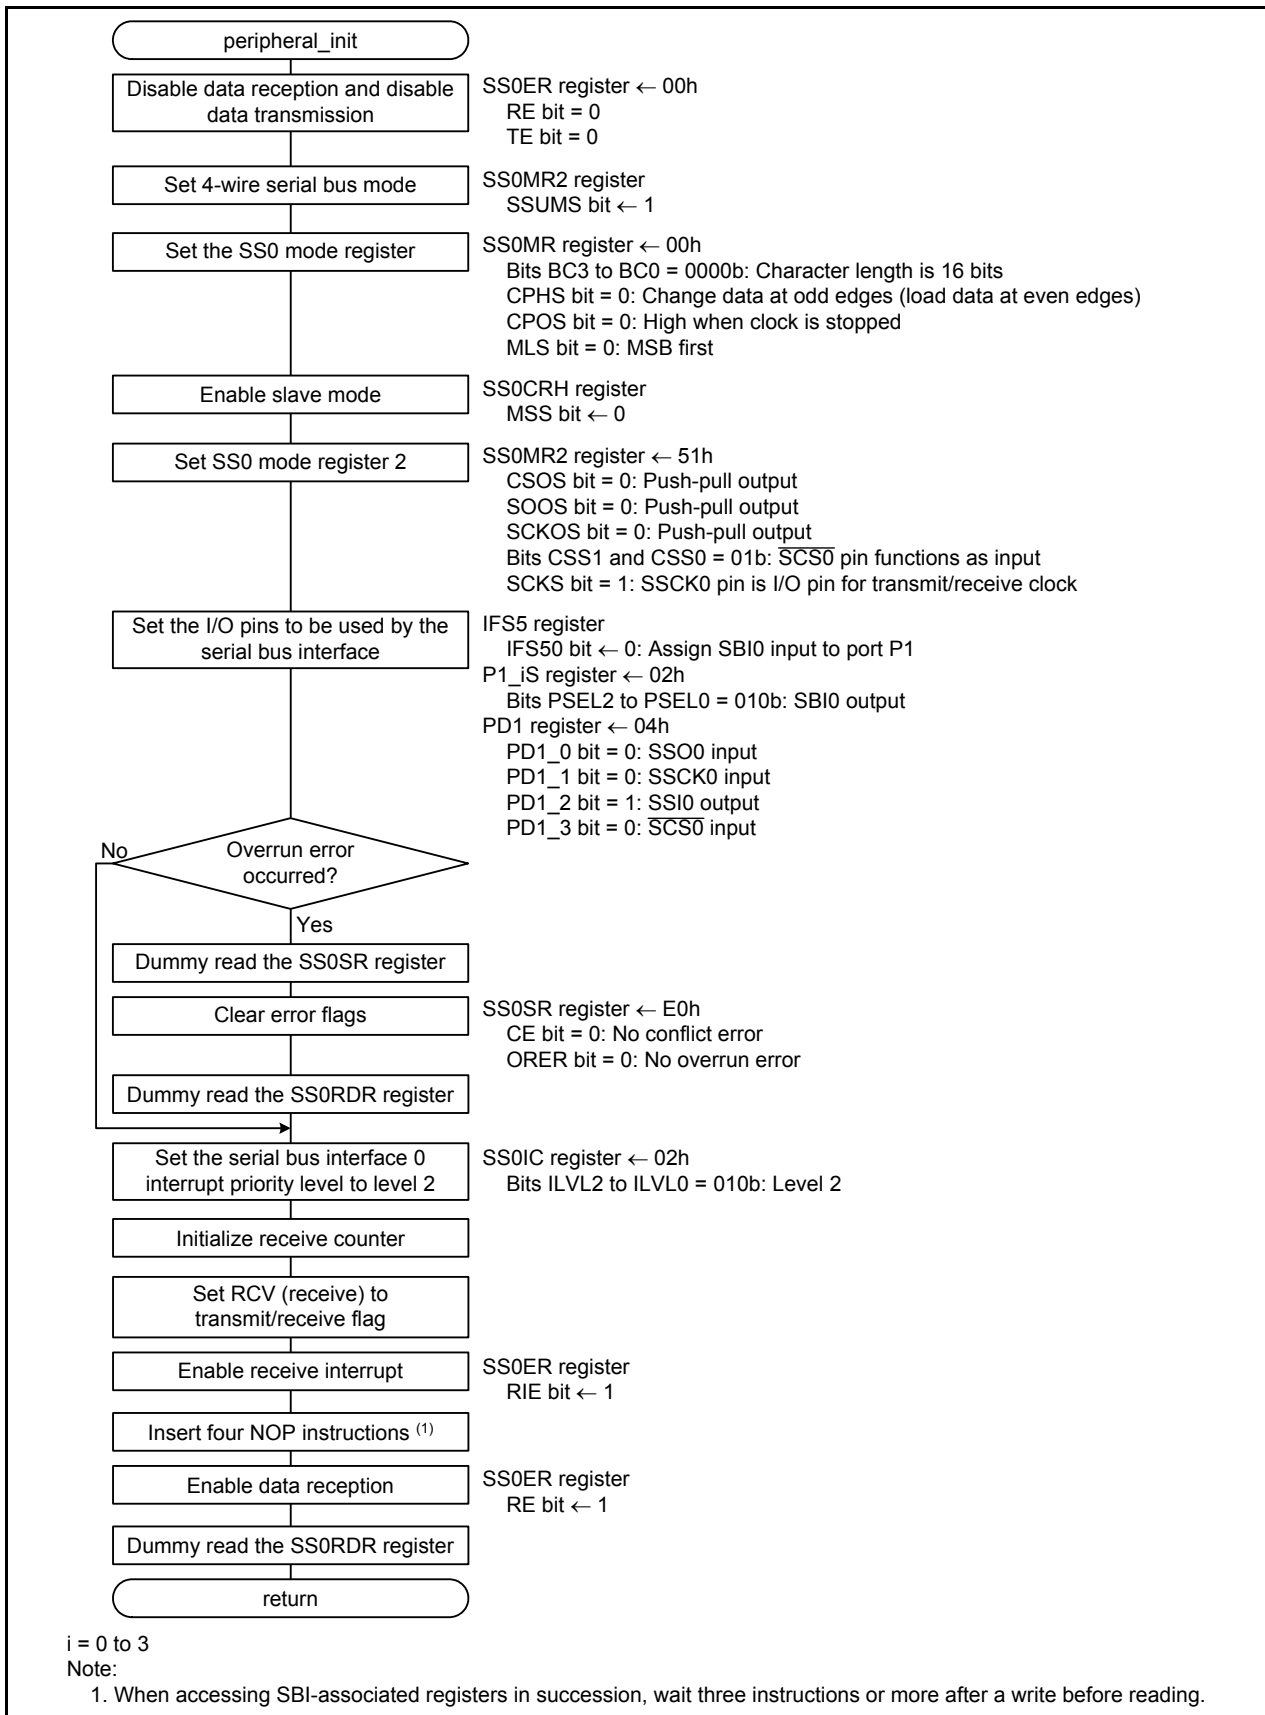 peripheral_init
Disable data reception and disable
data transmission
SS0ER register ← 00h
RE bit = 0
TE bit = 0
Set 4-wire serial bus mode
SS0MR2 register
SSUMS bit ← 1
Set the SS0 mode register
SS0MR register ← 00h
Bits BC3 to BC0 = 0000b: Character length is 16 bits
CPHS bit = 0: Change data at odd edges (load data at even edges)
CPOS bit = 0: High when clock is stopped
MLS bit = 0: MSB first
Enable slave mode
SS0CRH register
MSS bit ← 0
Set SS0 mode register 2
SS0MR2 register ← 51h
CSOS bit = 0: Push-pull output
SOOS bit = 0: Push-pull output
SCKOS bit = 0: Push-pull output
Bits CSS1 and CSS0 = 01b: SCS0 pin functions as input
SCKS bit = 1: SSCK0 pin is I/O pin for transmit/receive clock
Set the I/O pins to be used by the
serial bus interface
IFS5 register
IFS50 bit ← 0: Assign SBI0 input to port P1
P1_iS register ← 02h
Bits PSEL2 to PSEL0 = 010b: SBI0 output
PD1 register ← 04h
PD1_0 bit = 0: SSO0 input
PD1_1 bit = 0: SSCK0 input
PD1_2 bit = 1: SSI0 output
PD1_3 bit = 0: SCS0 input
No
Overrun error
occurred?
Yes
Dummy read the SS0SR register
Clear error flags
SS0SR register ← E0h
CE bit = 0: No conflict error
ORER bit = 0: No overrun error
Dummy read the SS0RDR register
Set the serial bus interface 0
interrupt priority level to level 2
SS0IC register ← 02h
Bits ILVL2 to ILVL0 = 010b: Level 2
Initialize receive counter
Set RCV (receive) to
transmit/receive flag
Enable receive interrupt
SS0ER register
RIE bit ← 1
Insert four NOP instructions (1)
Enable data reception
SS0ER register
RE bit ← 1
Dummy read the SS0RDR register
return
i = 0 to 3
Note:
1. When accessing SBI-associated registers in succession, wait three instructions or more after a write before reading.